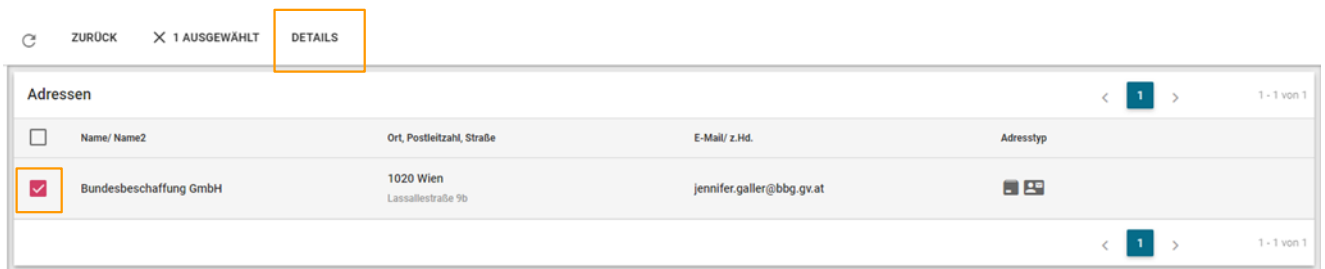 ZURÜCK 1 AUSGEWÄHLT DETAILS
Adressen 1 1 - 1 von 1
Name/ Name2 Ort, Postleitzahl, Straße E-Mail/ z.Hd. Adresstyp
Bundesbeschaffung GmbH 1020 Wien jennifer.galler@bbg.gv.at
Lassallestraße 9b
1 1 - 1 von 1